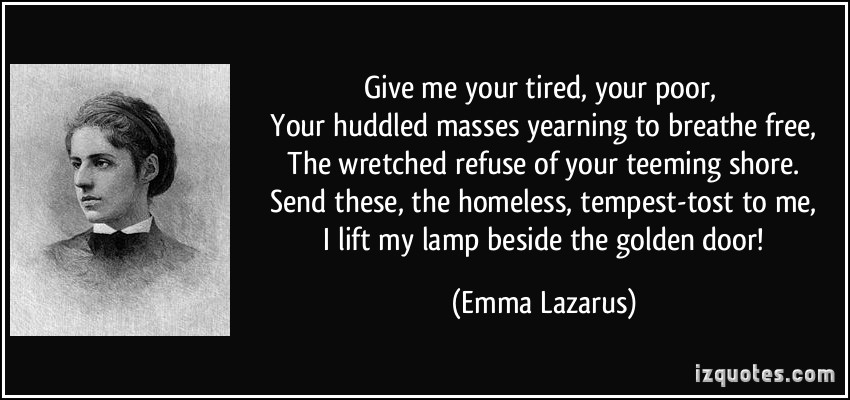 Give me your tired, your poor,
Your huddled masses yearning to breathe free,
The wretched refuse of your teeming shore.
Send these, the homeless, tempest-tost to me,
I lift my lamp beside the golden door!
(Emma Lazarus)
izquotes.com